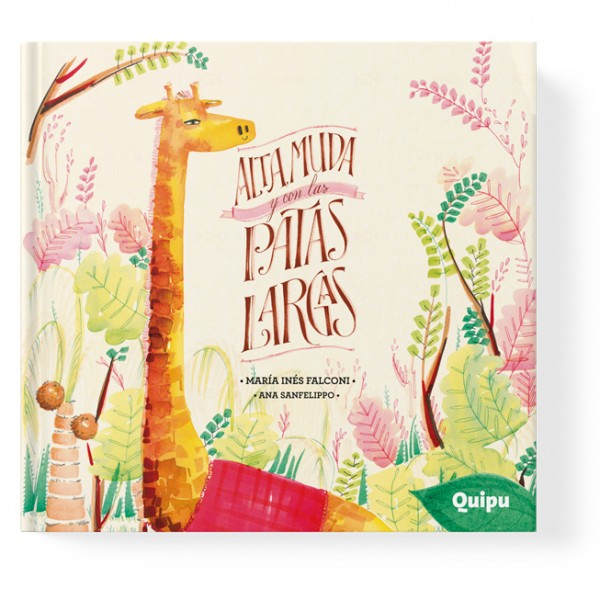 ALTA, MUDA
y con las
PATAS
LARGAS
• MARÍA INÉS FALCONI •
• ANA SANFELIPPO •
Quipu